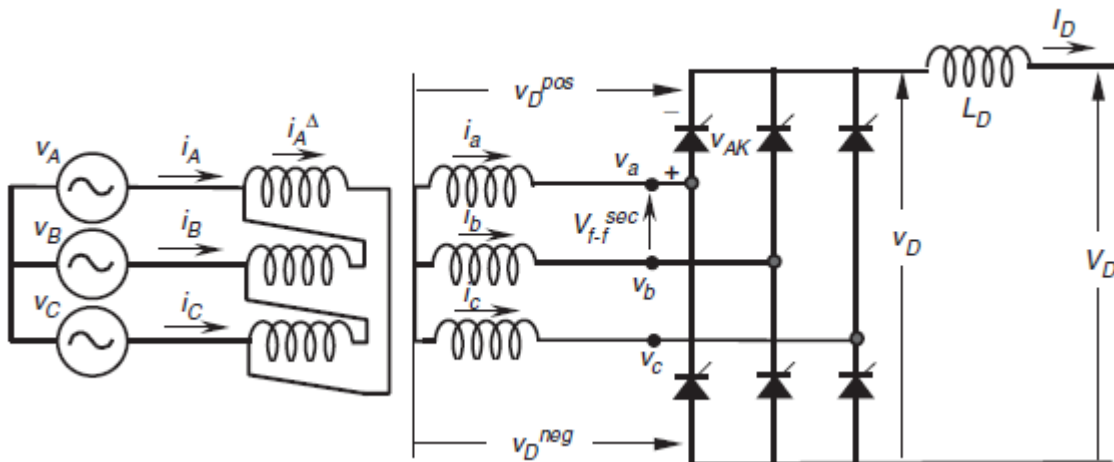 v_D^pos
I_D
L_D
v_A
i_A
i_A^Δ
i_a
v_a
+
−
v_AK
v_B
i_B
i_b
V_f-f^sec
v_b
v_D
V_D
v_C
i_C
i_c
v_c
v_D^neg